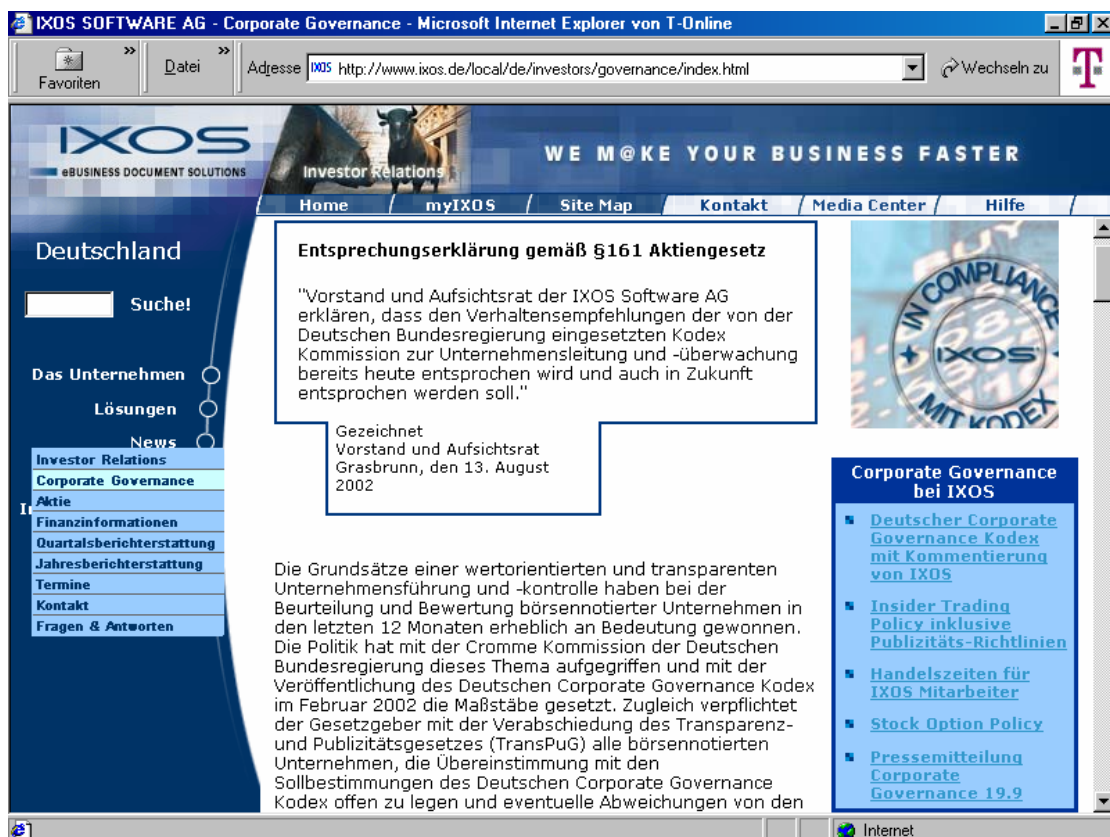 IXOS SOFTWARE AG - Corporate Governance - Microsoft Internet Explorer von T-Online
Favoriten
»
Datei
»
Adresse
IXOS http://www.ixos.de/local/de/investors/governance/index.html
Wechseln zu
T
IXOS
eBUSINESS DOCUMENT SOLUTIONS
Investor Relations
WE M@KE YOUR BUSINESS FASTER
Home / myIXOS / Site Map / Kontakt / Media Center / Hilfe /
Deutschland
Suche!
Das Unternehmen
Lösungen
News
Investor Relations
Corporate Governance
Aktie
Finanzinformationen
Quartalsberichterstattung
Jahresberichterstattung
Termine
Kontakt
Fragen & Antworten
Entsprechungserklärung gemäß §161 Aktiengesetz
"Vorstand und Aufsichtsrat der IXOS Software AG
erklären, dass den Verhaltensempfehlungen der von der
Deutschen Bundesregierung eingesetzten Kodex
Kommission zur Unternehmensleitung und -überwachung
bereits heute entsprochen wird und auch in Zukunft
entsprochen werden soll."
Gezeichnet
Vorstand und Aufsichtsrat
Grasbrunn, den 13. August
2002
Die Grundsätze einer wertorientierten und transparenten
Unternehmensführung und -kontrolle haben bei der
Beurteilung und Bewertung börsennotierter Unternehmen in
den letzten 12 Monaten erheblich an Bedeutung gewonnen.
Die Politik hat mit der Cromme Kommission der Deutschen
Bundesregierung dieses Thema aufgegriffen und mit der
Veröffentlichung des Deutschen Corporate Governance Kodex
im Februar 2002 die Maßstäbe gesetzt. Zugleich verpflichtet
der Gesetzgeber mit der Verabschiedung des Transparenz-
und Publizitätsgesetzes (TransPuG) alle börsennotierten
Unternehmen, die Übereinstimmung mit den
Sollbestimmungen des Deutschen Corporate Governance
Kodex offen zu legen und eventuelle Abweichungen von den
IN COMPLIANCE
IXOS
MIT KODEX
Corporate Governance
bei IXOS
Deutscher Corporate
Governance Kodex
mit Kommentierung
von IXOS
Insider Trading
Policy inklusive
Publizitäts-Richtlinien
Handelszeiten für
IXOS Mitarbeiter
Stock Option Policy
Pressemitteilung
Corporate
Governance 19.9
Internet